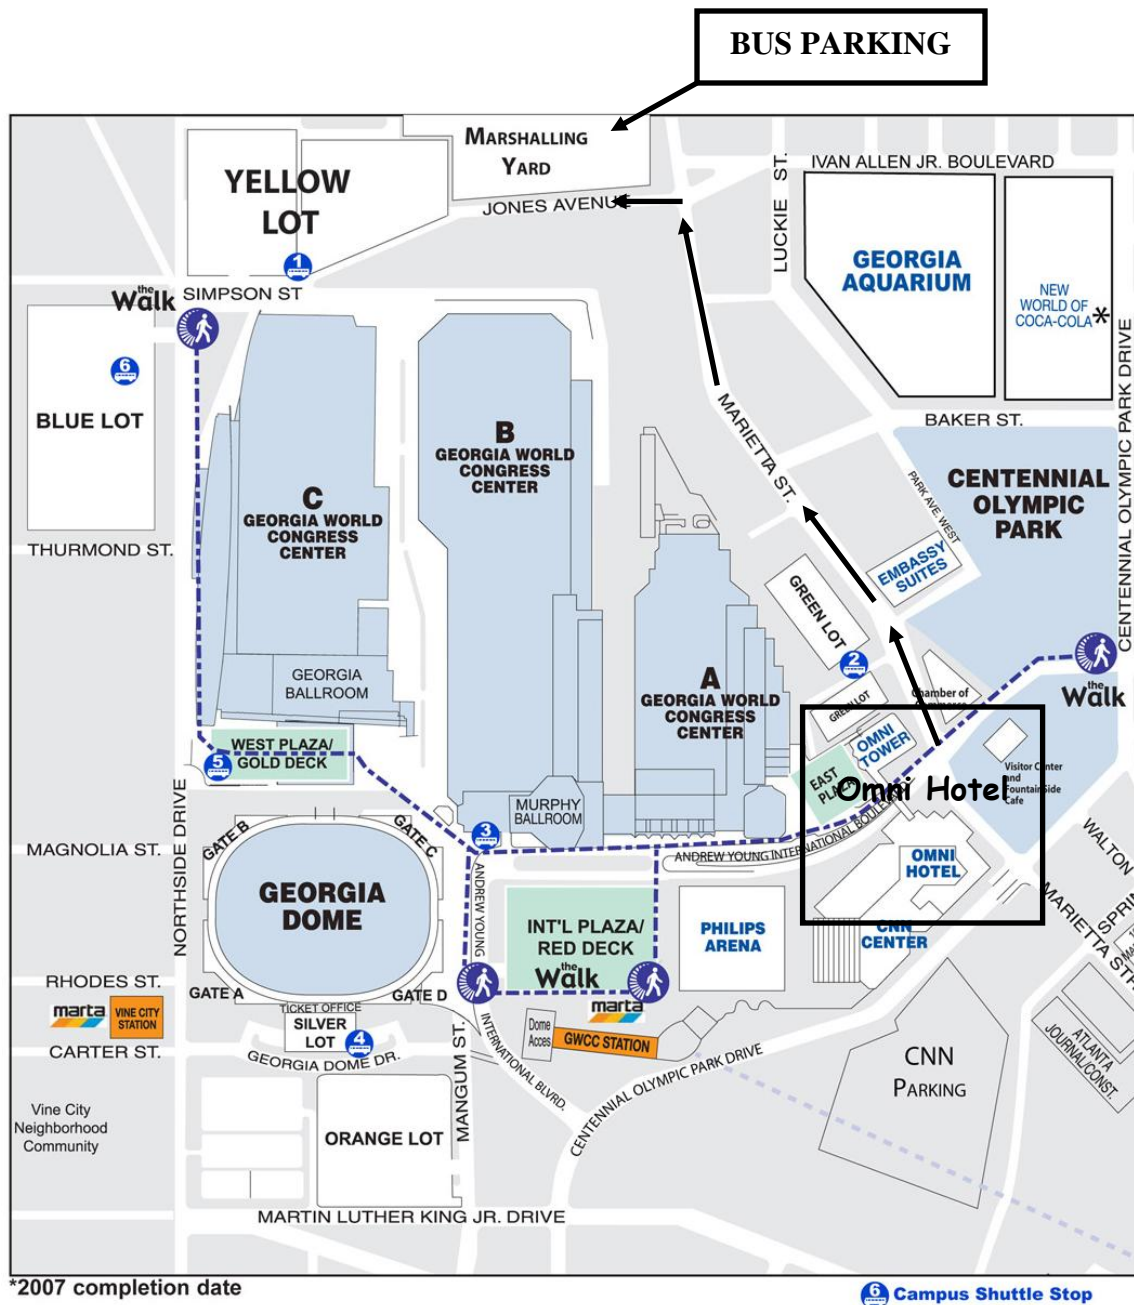 BUS PARKING
MARSHALLING
YARD
YELLOW
LOT
JONES AVENUE
LUCKIE ST.
IVAN ALLEN JR. BOULEVARD
GEORGIA
AQUARIUM
NEW
WORLD OF
COCA-COLA*
1
the
Walk
SIMPSON ST
6
BLUE LOT
THURMOND ST.
C
GEORGIA WORLD
CONGRESS
CENTER
B
GEORGIA WORLD
CONGRESS
CENTER
MARIETTA ST.
BAKER ST.
CENTENNIAL OLYMPIC PARK DRIVE
CENTENNIAL
OLYMPIC
PARK
PARK AVE. WEST
EMBASSY
SUITES
GREEN LOT
2
GREEN LOT
GEORGIA
BALLROOM
A
GEORGIA WORLD
CONGRESS
CENTER
the
Walk
Chamber of
OMNI
TOWER
EAST
Omni Hotel
Visitor Center
and
Fountain Side
Cafe
WEST PLAZA/
GOLD DECK
5
MURPHY
BALLROOM
3
ANDREW YOUNG INTERNATIONAL
NORTHSIDE DRIVE
MAGNOLIA ST.
GATE B
GATE C
GEORGIA
DOME
GATE A
GATE D
ANDREW YOUNG
INTERNATIONAL BLVRD.
INT'L PLAZA/
RED DECK
the
Walk
PHILIPS
ARENA
OMNI
HOTEL
CNN
CENTER
WALTON
MARIETTA
RHODES ST.
marta
VINE CITY
STATION
CARTER ST.
TICKET OFFICE
SILVER
LOT
4
GEORGIA DOME DR.
MANGUM ST.
marta
Dome
Acces
GWCC STATION
CENTENNIAL OLYMPIC PARK DRIVE
CNN
PARKING
ATLANTA
JOURNAL/CONST.
Vine City
Neighborhood
Community
ORANGE LOT
MARTIN LUTHER KING JR. DRIVE
*2007 completion date
6 Campus Shuttle Stop